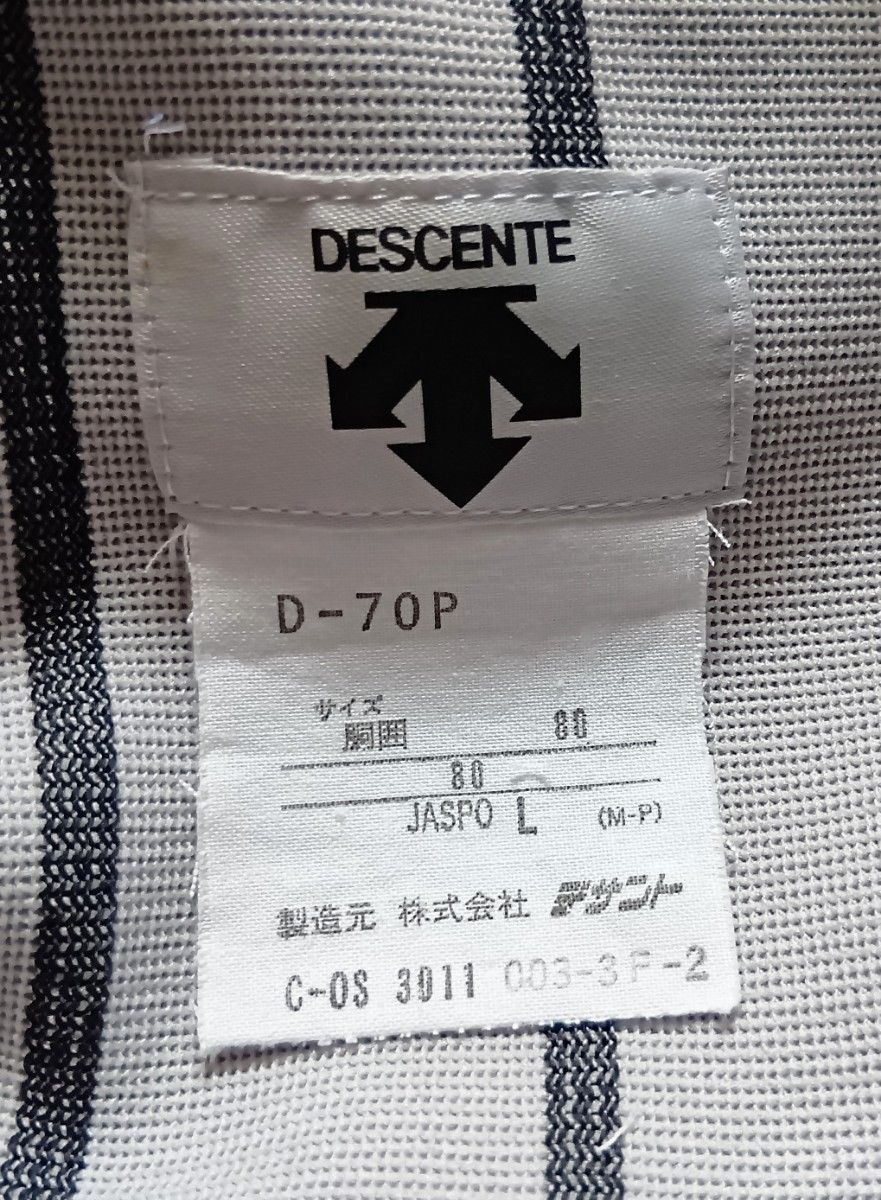 DESCENTE
D-70P
サイズ
胴囲 80
80
JASPO L (M-P)
製造元 株式会社 デサント
C-OS 3011 003-3F-2